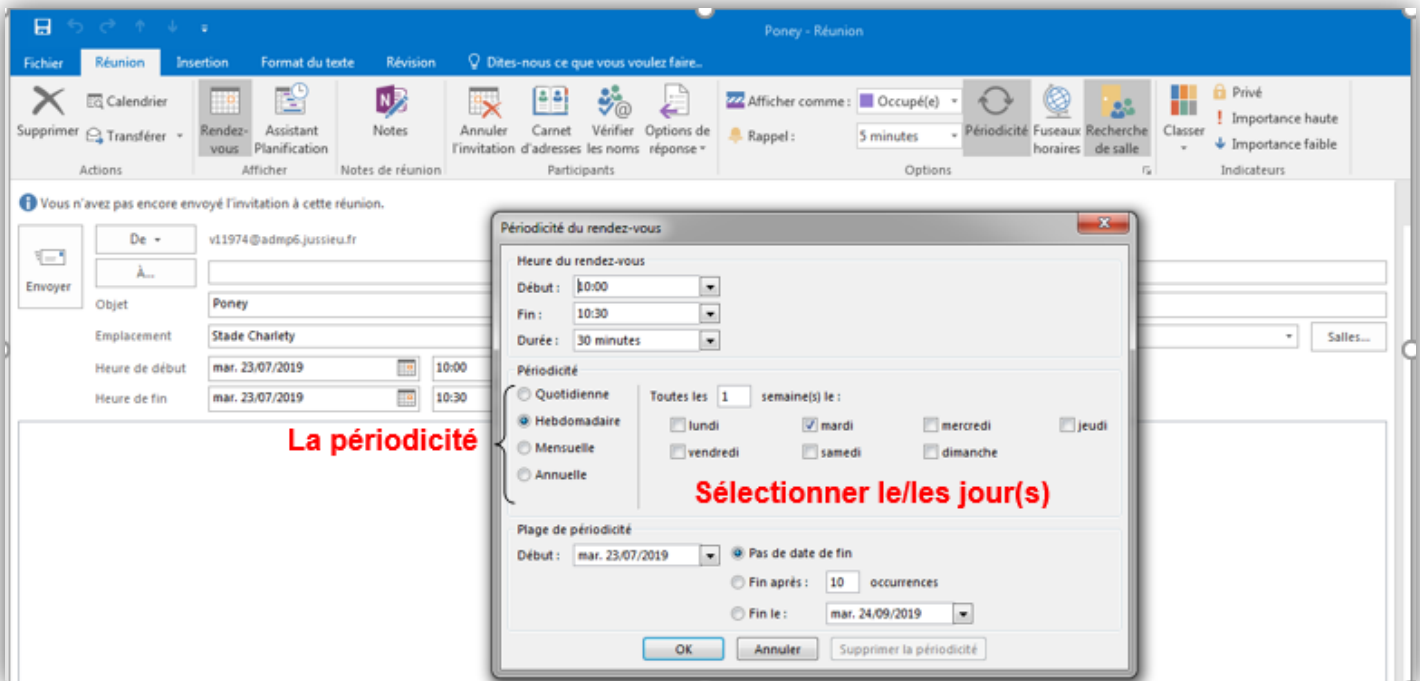 Poney - Réunion
Fichier Réunion Insertion Format du texte Révision Dites-nous ce que vous voulez faire...
Supprimer
Calendrier
Transférer
Actions
Rendez-vous
Assistant Planification
Afficher
Notes
Notes de réunion
Annuler l'invitation
Carnet d'adresses
Vérifier les noms
Options de réponse
Participants
Afficher comme : Occupé(e)
Rappel : 5 minutes
Périodicité
Fuseaux horaires
Recherche de salle
Options
Classer
Privé
Importance haute
Importance faible
Indicateurs
Vous n'avez pas encore envoyé l'invitation à cette réunion.
Envoyer
De v11974@admp6.jussieu.fr
À...
Objet Poney
Emplacement Stade Charlety Salles...
Heure de début mar. 23/07/2019 10:00
Heure de fin mar. 23/07/2019 10:30
Périodicité du rendez-vous
Heure du rendez-vous
Début : 10:00
Fin : 10:30
Durée : 30 minutes
Périodicité
Quotidienne
Hebdomadaire
Mensuelle
Annuelle
La périodicité
Toutes les 1 semaine(s) le :
lundi mardi mercredi jeudi
vendredi samedi dimanche
Sélectionner le/les jour(s)
Plage de périodicité
Début : mar. 23/07/2019
Pas de date de fin
Fin après : 10 occurrences
Fin le : mar. 24/09/2019
OK Annuler Supprimer la périodicité